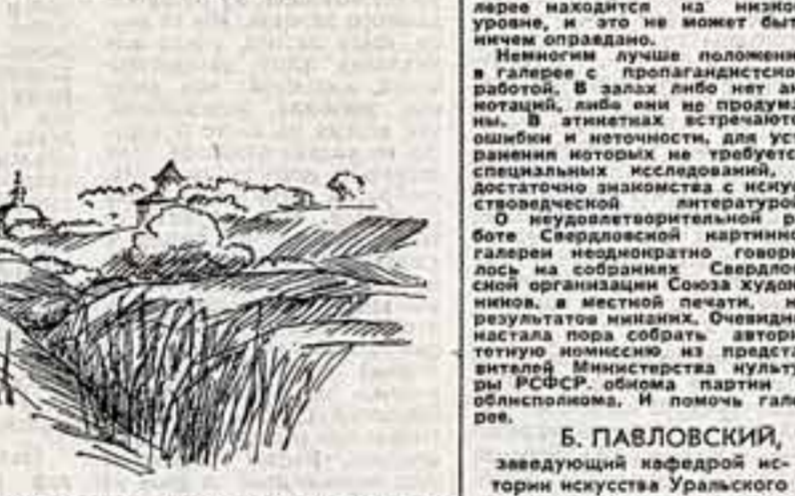 лерее находится на низко
уровне, и это не может быт
ничем оправдано.
Немногим лучше положени
в галерее с пропагандистско
работой. В залах либо нет ан
нотаций, либо они не продума
ны. В этикетках встречаютс
ошибки и неточности, для уст
ранения которых не требуетс
специальных исследований,
достаточно знакомства с искус
ствоведческой литературой
О неудовлетворительной р
боте Свердловской картинно
галереи неоднократно говори
лось на собраниях Свердлов
ской организации Союза худож
ников, в местной печати, н
результатов никаких. Очевидн
настала пора собрать автори
тетную комиссию из предста
вителей Министерства культу
ры РСФСР, обкома партии
облисполкома. И помочь гале
рее.
Б. ПАВЛОВСКИЙ,
заведующий кафедрой ис-
тории искусства Уральского